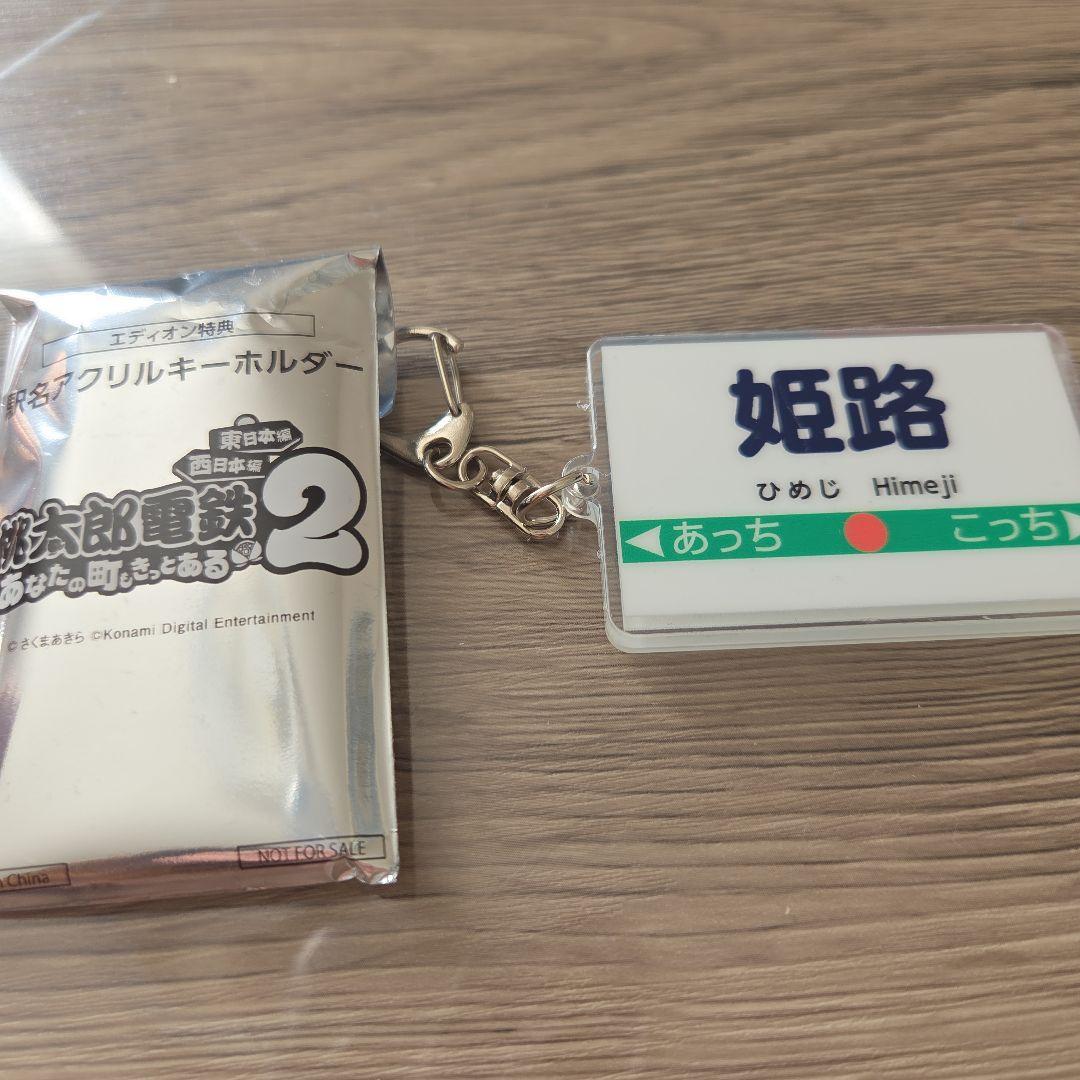 エディオン特典
駅名アクリルキーホルダー
東日本編
西日本編
桃太郎電鉄2
あなたの町もきっとある
©さくまあきら ©Konami Digital Entertainment
NOT FOR SALE
China
姫路
ひめじ Himeji
あっち こっち